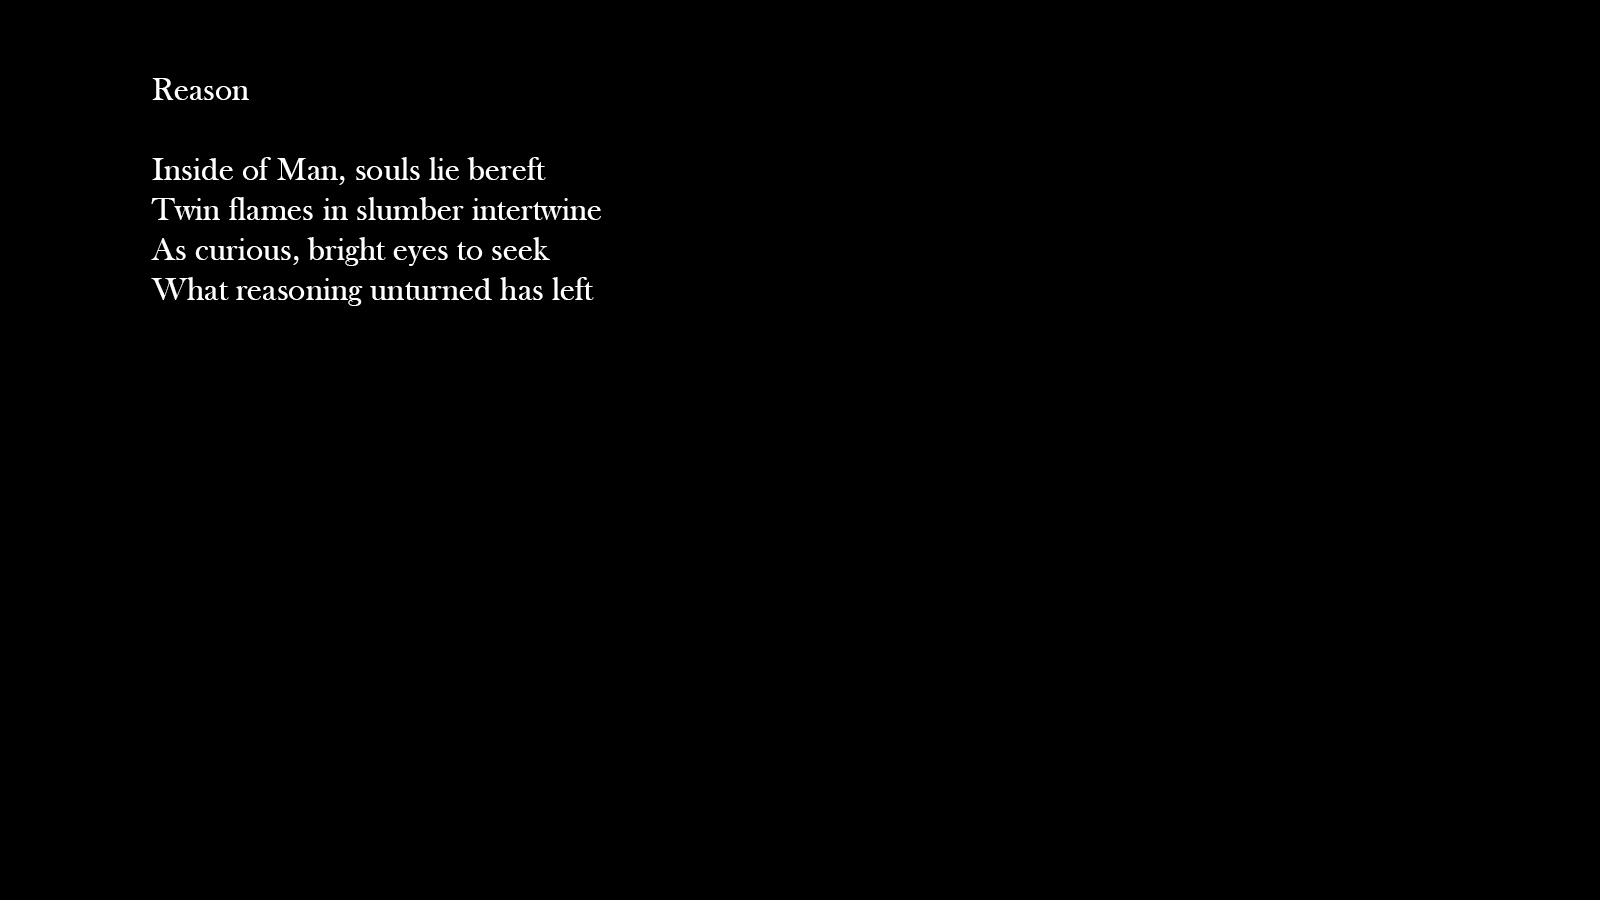 Reason
Inside of Man, souls lie bereft
Twin flames in slumber intertwine
As curious, bright eyes to seek
What reasoning unturned has left